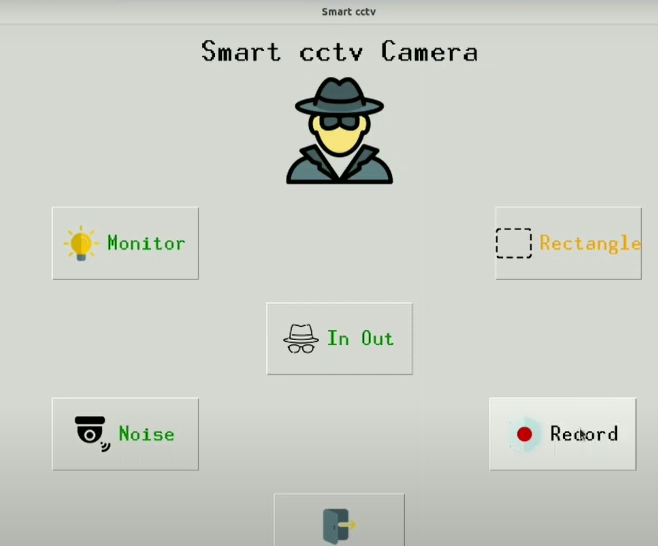 Smart cctv
Smart cctv Camera
Monitor
Rectangle
In Out
Noise
Record